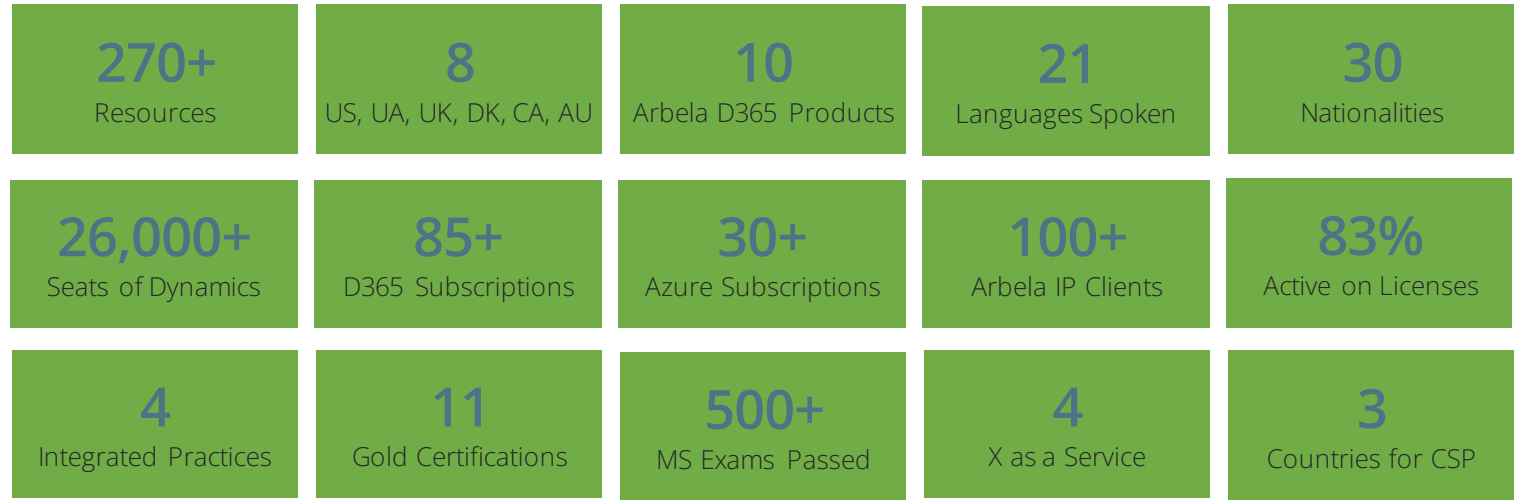 270+
Resources
8
US, UA, UK, DK, CA, AU
10
Arbela D365 Products
21
Languages Spoken
30
Nationalities
26,000+
Seats of Dynamics
85+
D365 Subscriptions
30+
Azure Subscriptions
100+
Arbela IP Clients
83%
Active on Licenses
4
Integrated Practices
11
Gold Certifications
500+
MS Exams Passed
4
X as a Service
3
Countries for CSP